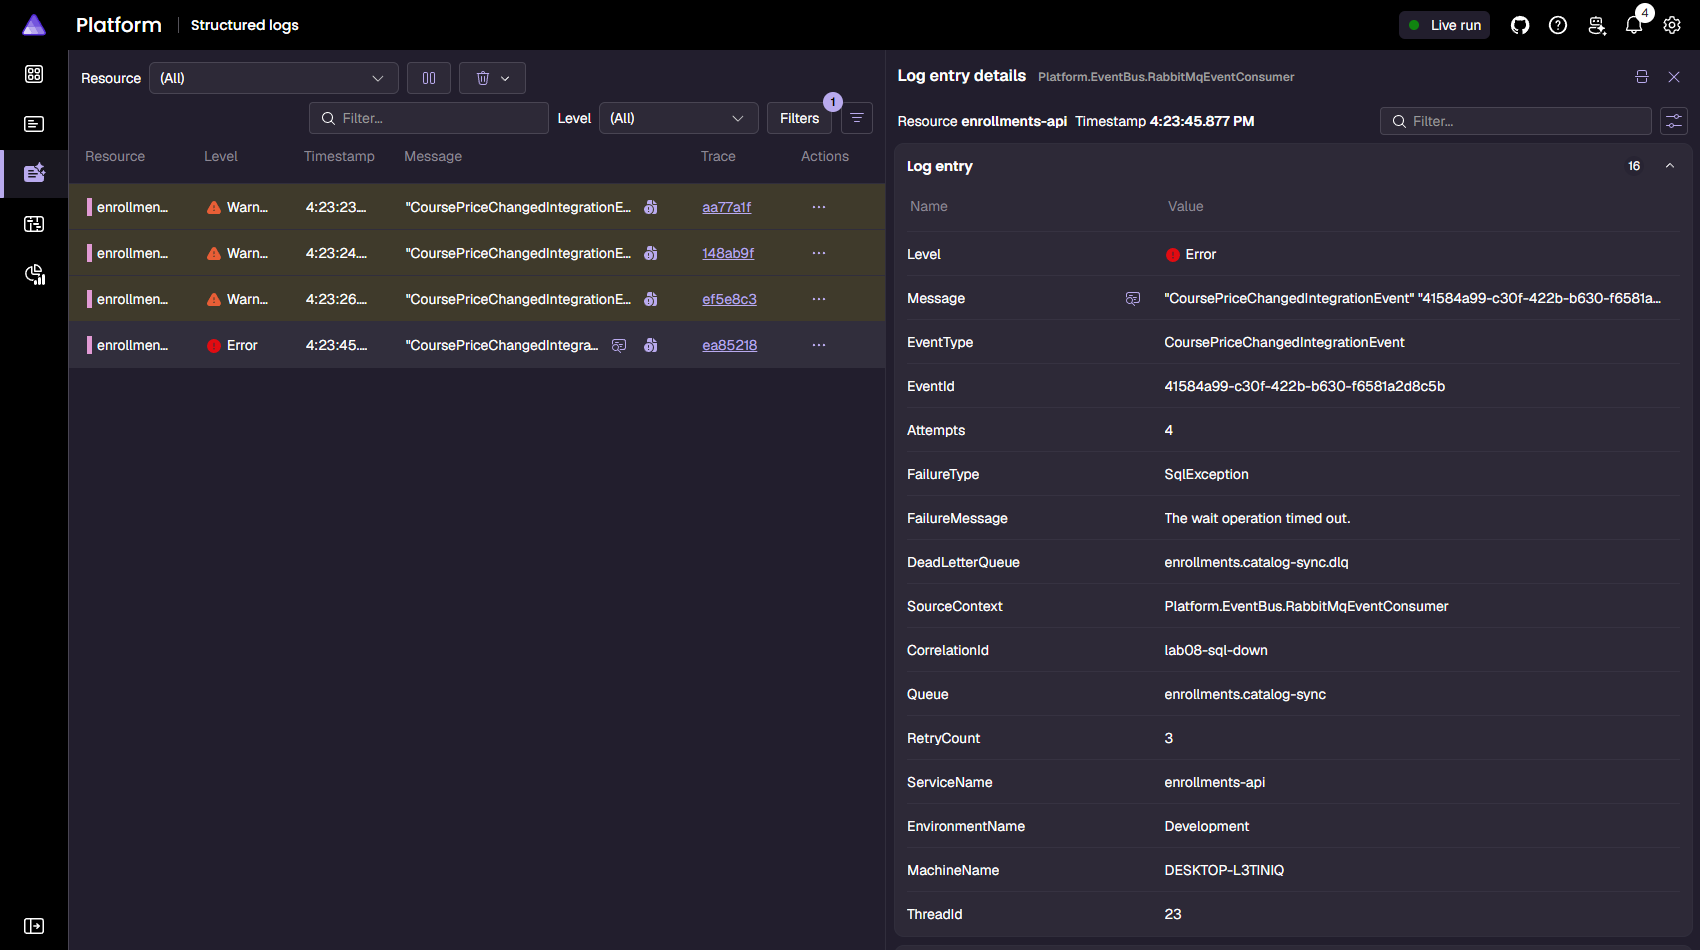 Platform
Structured logs
Live run
4
Resource
(All)
Filter...
Level
(All)
Filters
1
Resource Level Timestamp Message Trace Actions
enrollmen... Warn... 4:23:23.... "CoursePriceChangedIntegrationE... aa77a1f ...
enrollmen... Warn... 4:23:24.... "CoursePriceChangedIntegrationE... 148ab9f ...
enrollmen... Warn... 4:23:26.... "CoursePriceChangedIntegrationE... ef5e8c3 ...
enrollmen... Error 4:23:45.... "CoursePriceChangedIntegra... ea85218 ...
Log entry details Platform.EventBus.RabbitMqEventConsumer
Resource enrollments-api Timestamp 4:23:45.877 PM
Filter...
Log entry 16
Name Value
Level Error
Message "CoursePriceChangedIntegrationEvent" "41584a99-c30f-422b-b630-f6581a...
EventType CoursePriceChangedIntegrationEvent
EventId 41584a99-c30f-422b-b630-f6581a2d8c5b
Attempts 4
FailureType SqlException
FailureMessage The wait operation timed out.
DeadLetterQueue enrollments.catalog-sync.dlq
SourceContext Platform.EventBus.RabbitMqEventConsumer
CorrelationId lab08-sql-down
Queue enrollments.catalog-sync
RetryCount 3
ServiceName enrollments-api
EnvironmentName Development
MachineName DESKTOP-L3TINIQ
ThreadId 23